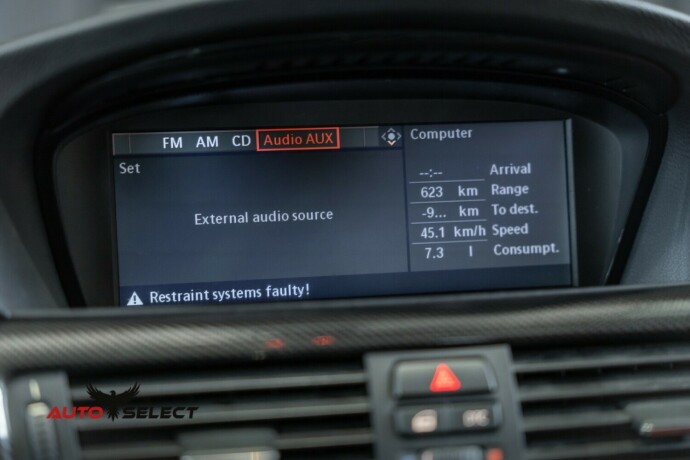 FM AM CD Audio AUX
Set
External audio source
Restraint systems faulty!
Computer
--:-- Arrival
623 km Range
-9... km To dest.
45.1 km/h Speed
7.3 l Consumpt.
AUTO SELECT